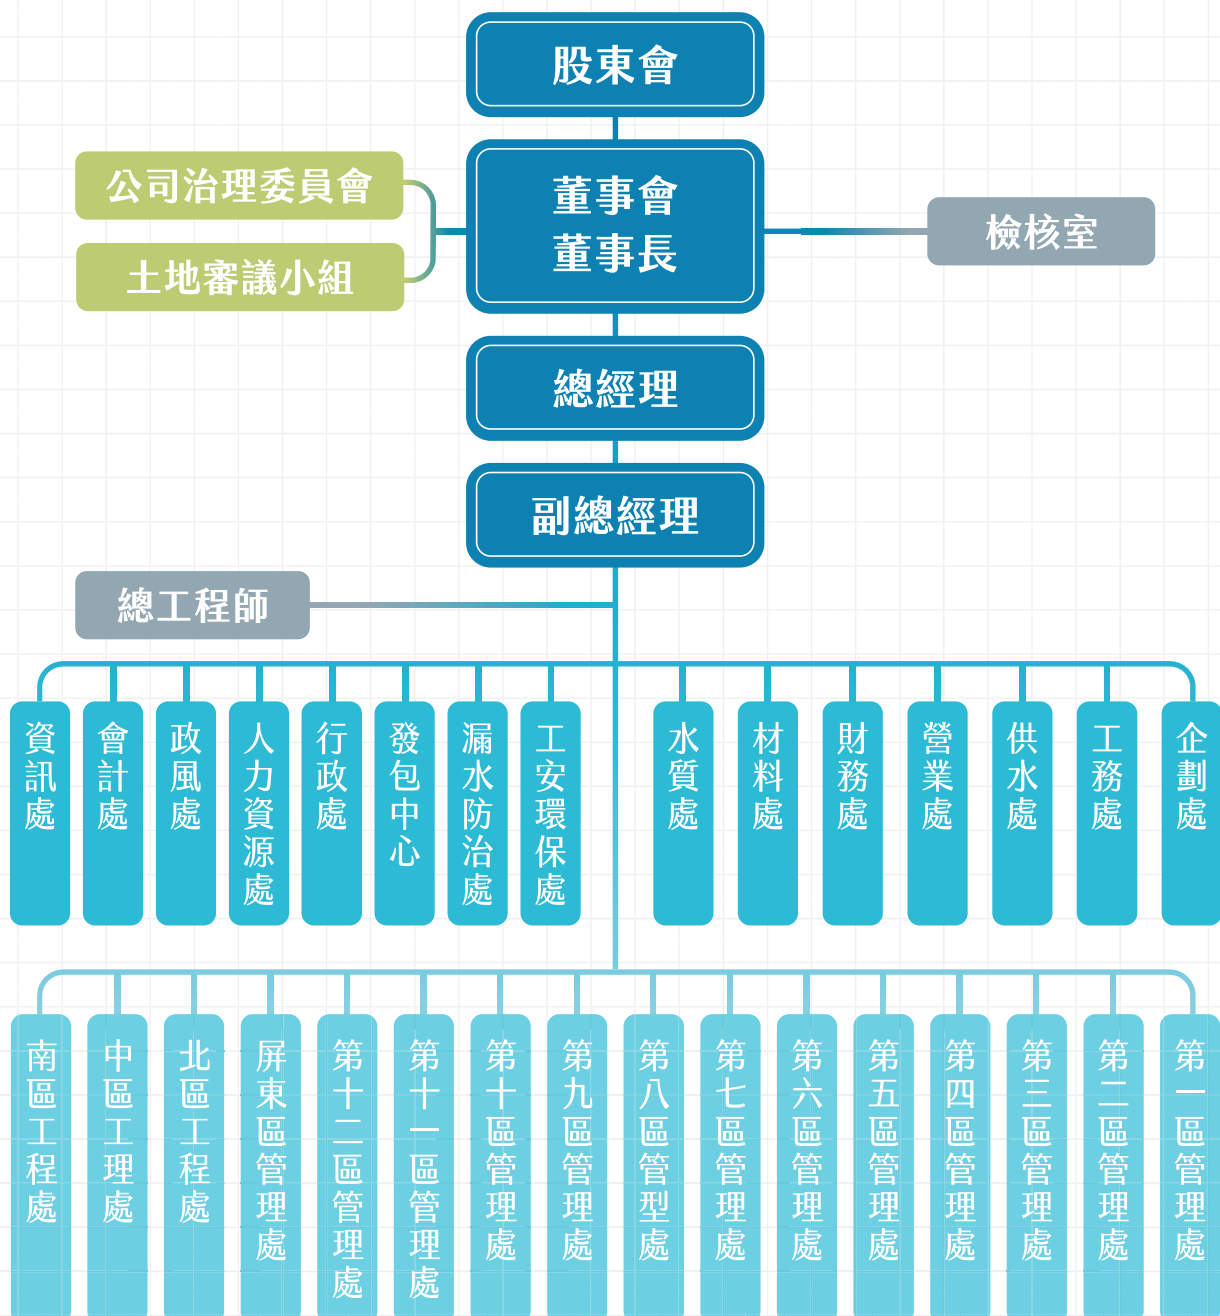 股東會
公司治理委員會
土地審議小組
董事會
董事長
檢核室
總經理
副總經理
總工程師
資訊處
會計處
政風處
人力資源處
行政處
發包中心
漏水防治處
工安環保處
水質處
材料處
財務處
營業處
供水處
工務處
企劃處
南區工程處
中區工理處
北區工程處
屏東區管理處
第十二區管理處
第十一區管理處
第十區管理處
第九區管理處
第八區管型處
第七區管理處
第六區管理處
第五區管理處
第四區管理處
第三區管理處
第二區管理處
第一區管理處